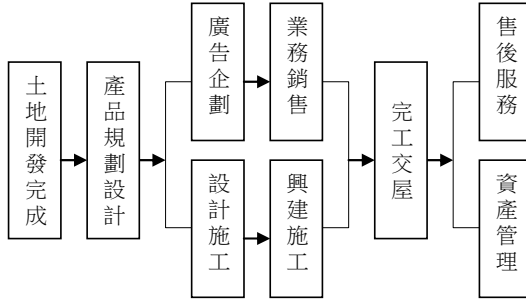 土地開發完成
產品規劃設計
廣告企劃
業務銷售
設計施工
興建施工
完工交屋
售後服務
資產管理